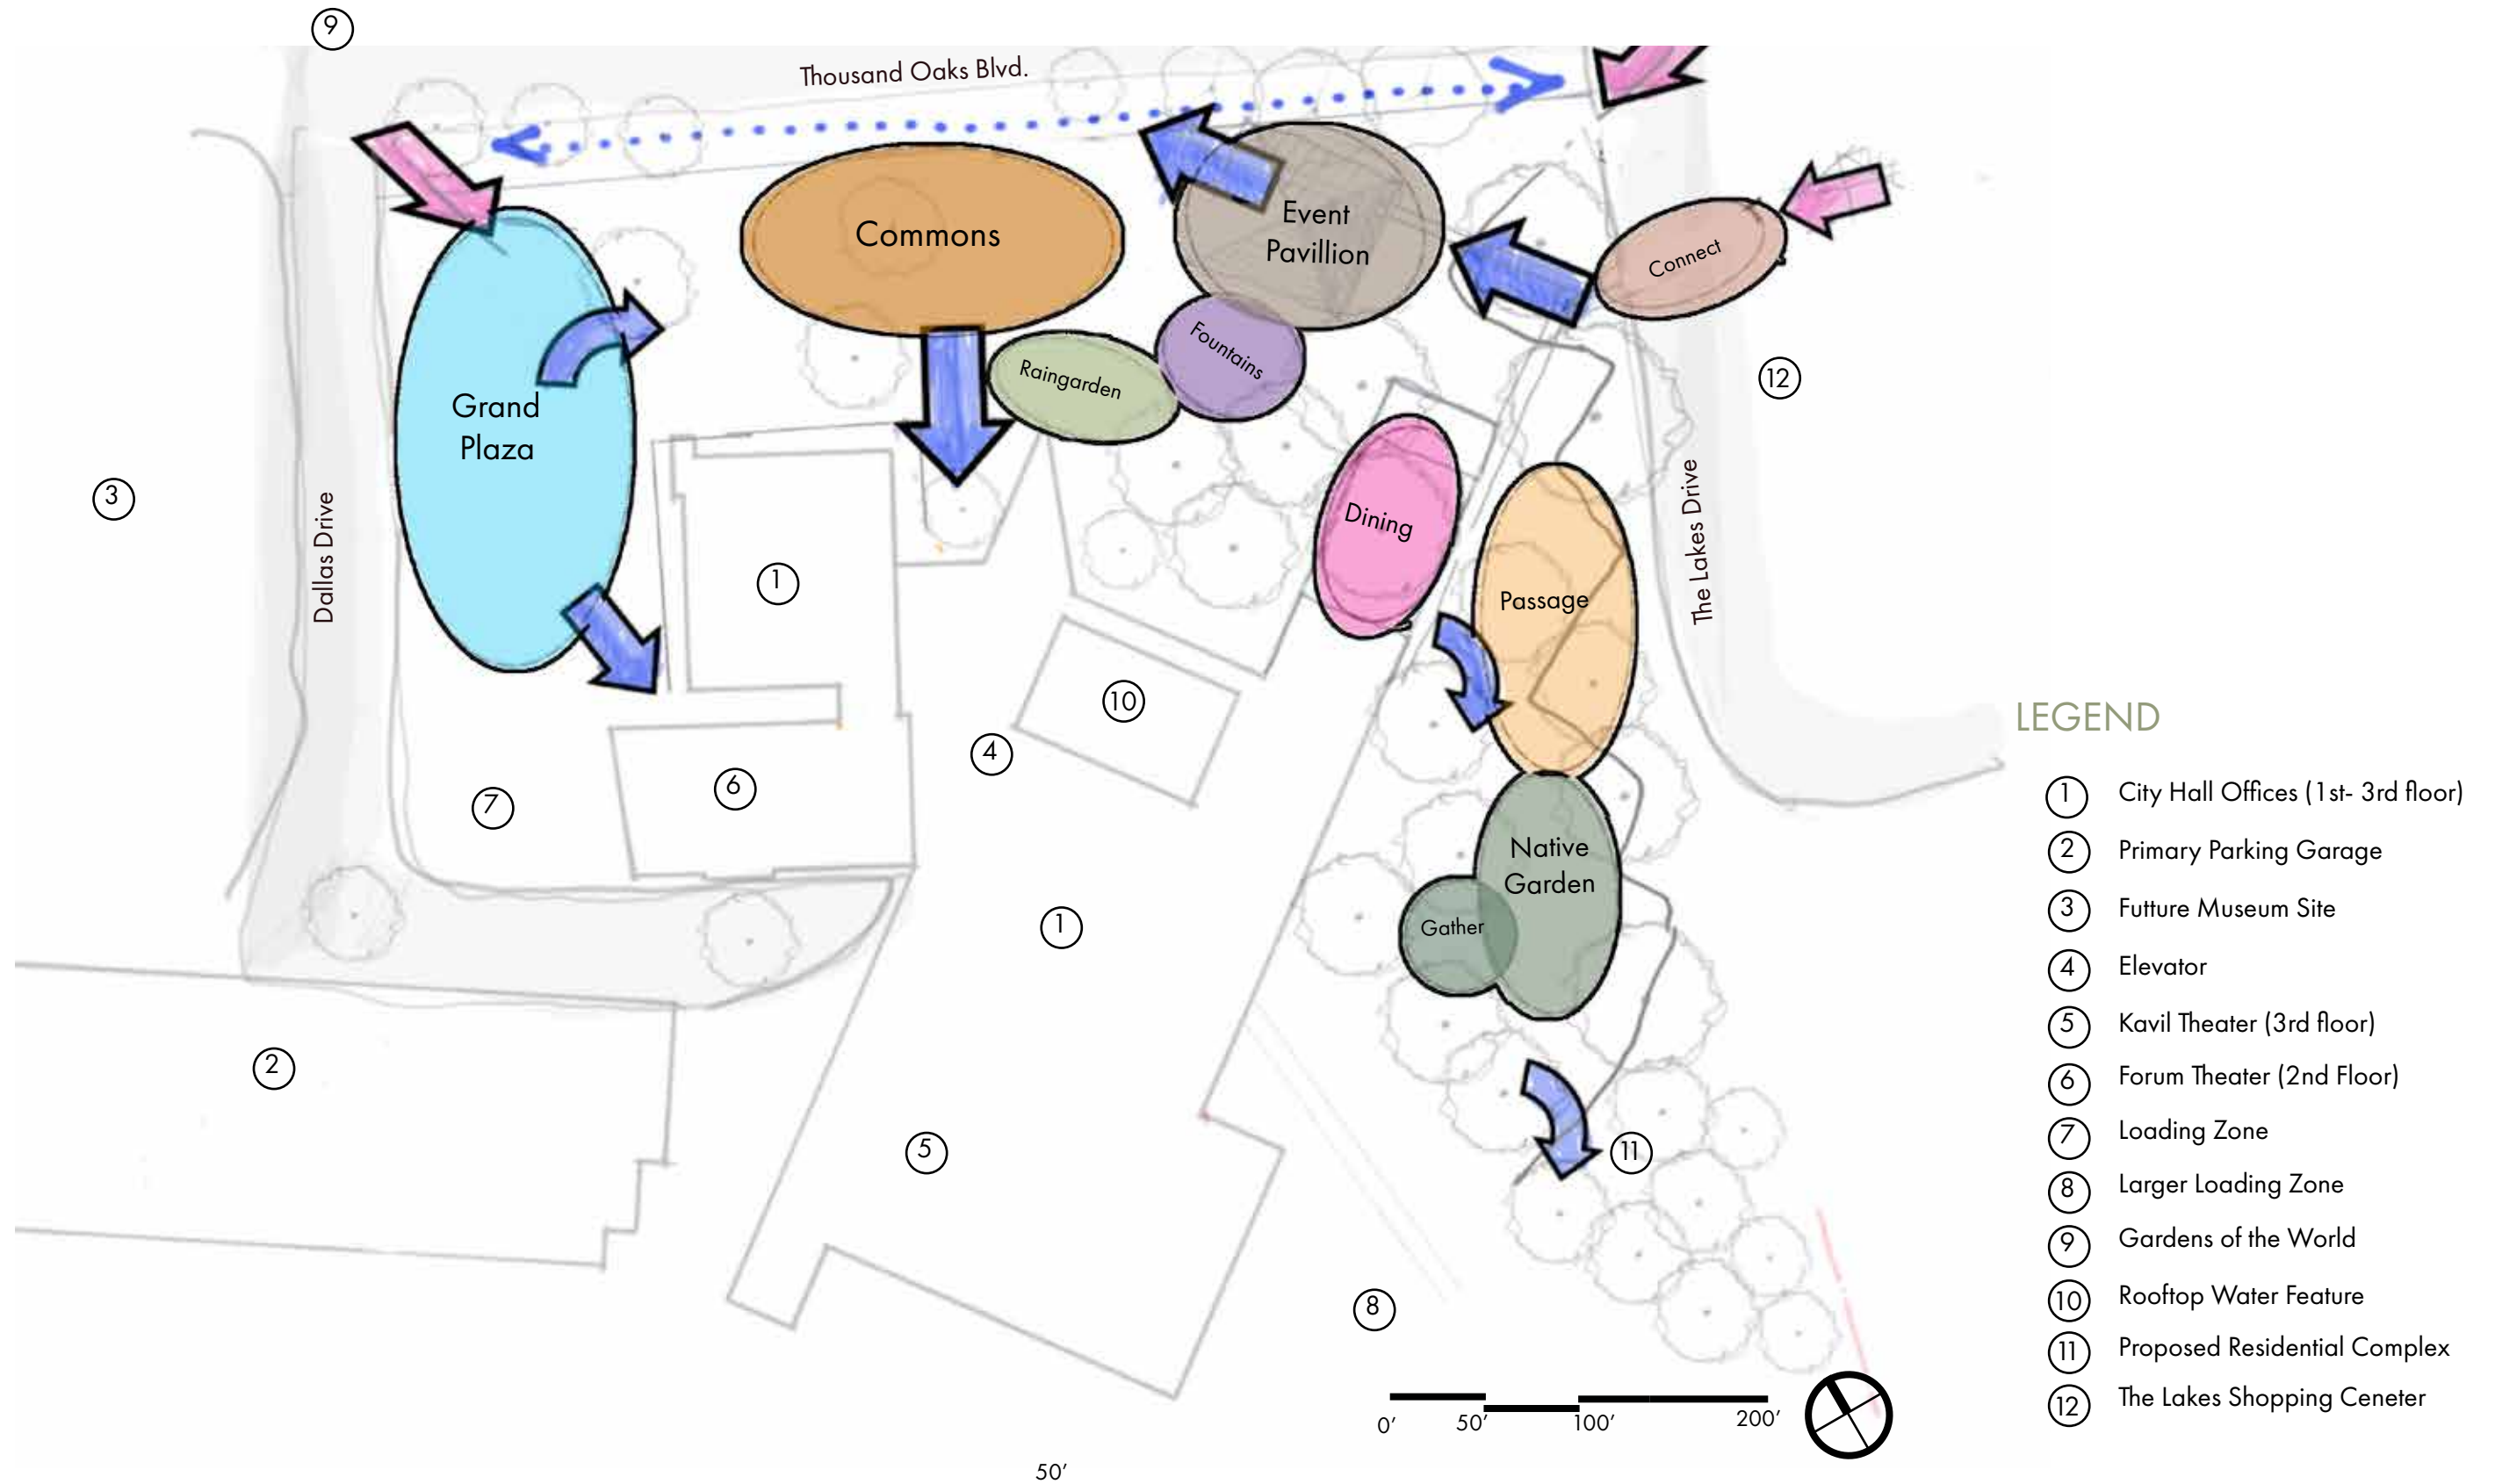 9
Thousand Oaks Blvd.
Commons
Event
Pavillion
Connect
Fountains
Raingarden
12
Grand
Plaza
3
Dallas Drive
The Lakes Drive
Dining
1
Passage
10
4
6
7
Native
Garden
Gather
1
2
5
11
8
0’ 50’ 100’ 200’
50’
LEGEND
1 City Hall Offices (1st- 3rd floor)
2 Primary Parking Garage
3 Futture Museum Site
4 Elevator
5 Kavil Theater (3rd floor)
6 Forum Theater (2nd Floor)
7 Loading Zone
8 Larger Loading Zone
9 Gardens of the World
10 Rooftop Water Feature
11 Proposed Residential Complex
12 The Lakes Shopping Ceneter